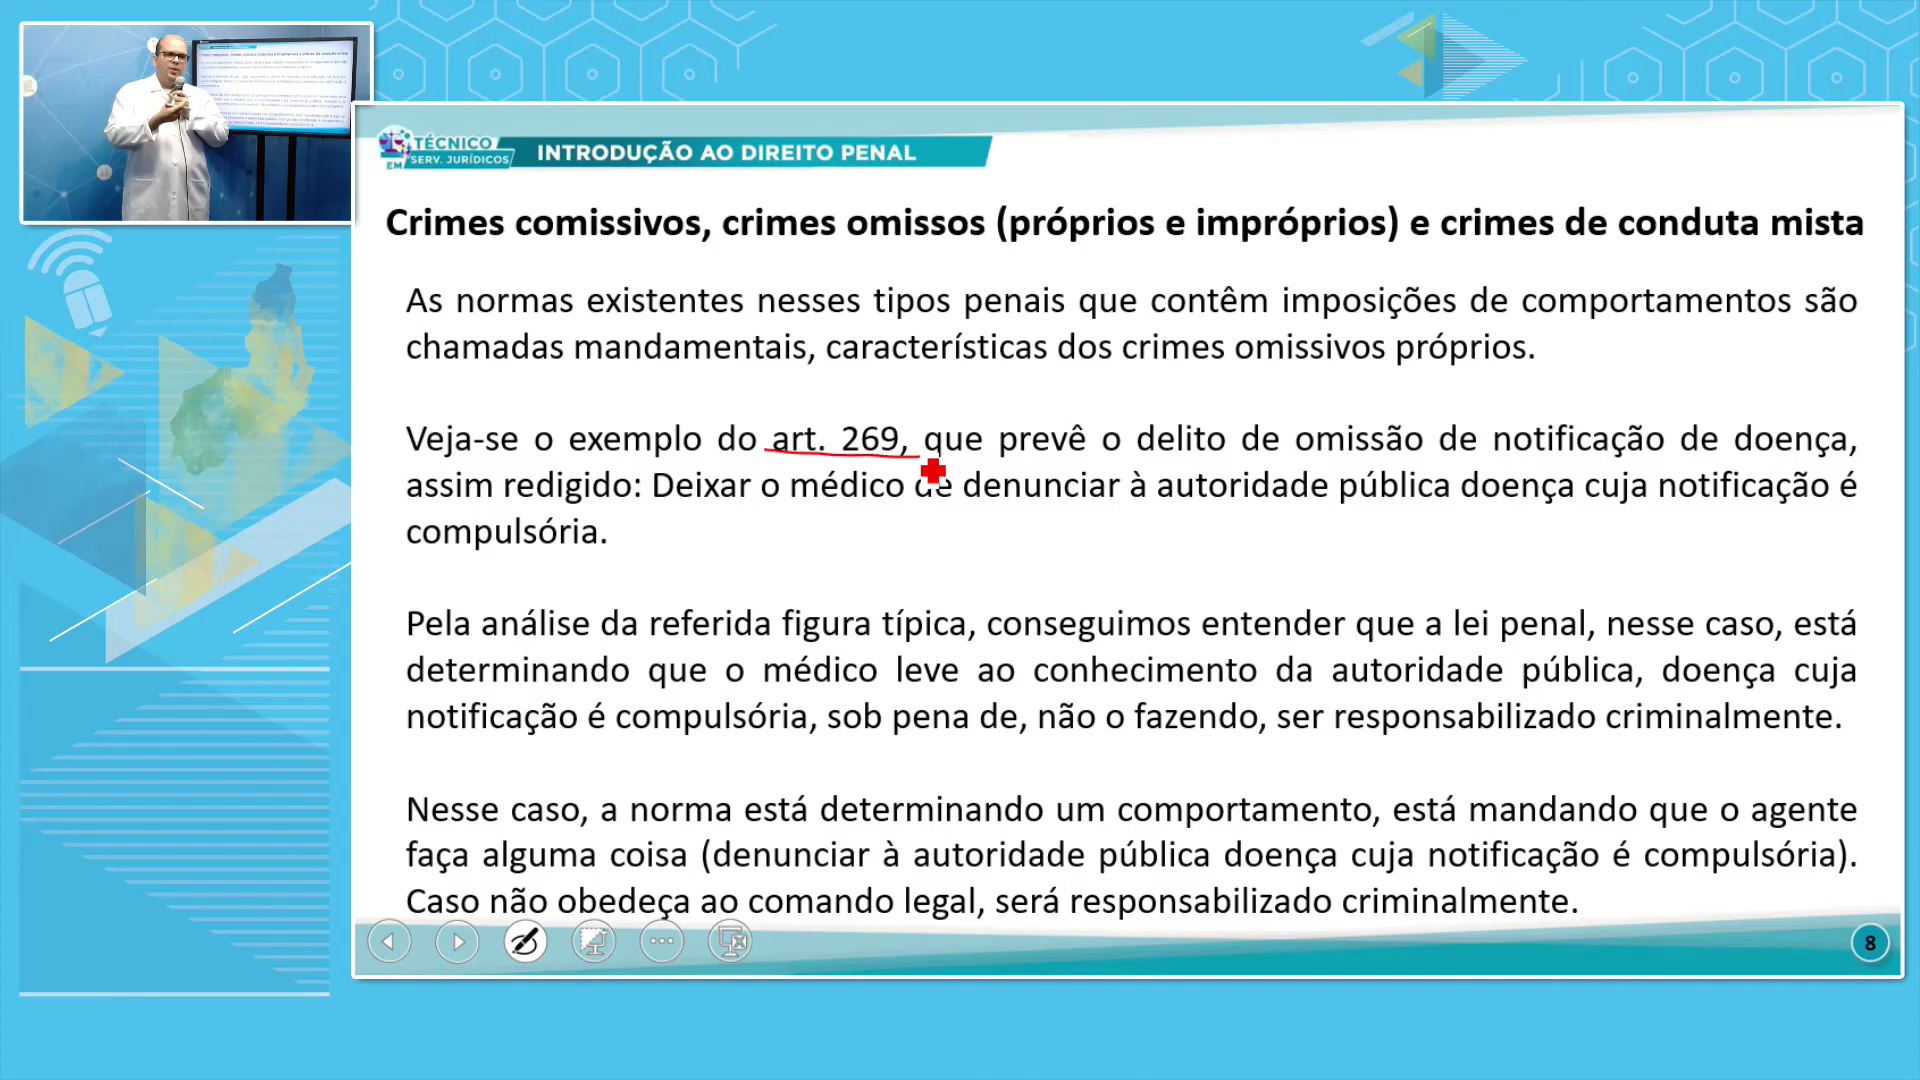 TÉCNICO
EM SERV. JURÍDICOS
INTRODUÇÃO AO DIREITO PENAL
Crimes comissivos, crimes omissos (próprios e impróprios) e crimes de conduta mista
As normas existentes nesses tipos penais que contêm imposições de comportamentos são
chamadas mandamentais, características dos crimes omissivos próprios.
Veja-se o exemplo do art. 269, que prevê o delito de omissão de notificação de doença,
assim redigido: Deixar o médico de denunciar à autoridade pública doença cuja notificação é
compulsória.
Pela análise da referida figura típica, conseguimos entender que a lei penal, nesse caso, está
determinando que o médico leve ao conhecimento da autoridade pública, doença cuja
notificação é compulsória, sob pena de, não o fazendo, ser responsabilizado criminalmente.
Nesse caso, a norma está determinando um comportamento, está mandando que o agente
faça alguma coisa (denunciar à autoridade pública doença cuja notificação é compulsória).
Caso não obedeça ao comando legal, será responsabilizado criminalmente.
8